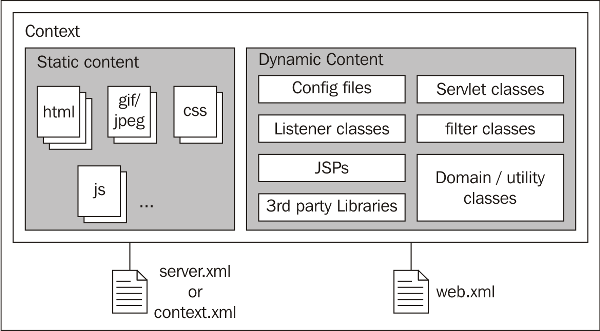 Context
Static content
html
gif/
jpeg
css
js
...
Dynamic Content
Config files
Servlet classes
Listener classes
filter classes
JSPs
Domain / utility
classes
3rd party Libraries
server.xml
or
context.xml
web.xml